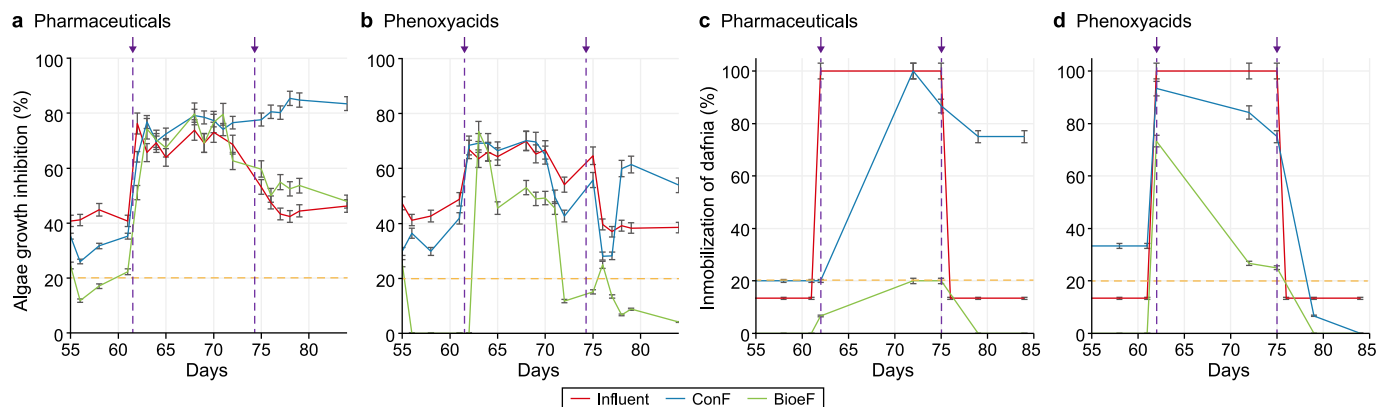 a Pharmaceuticals
Algae growth inhibition (%)
100
80
60
40
20
0
55 60 65 70 75 80
Days
b Phenoxyacids
100
80
60
40
20
0
55 60 65 70 75 80
Days
c Pharmaceuticals
Inmobilization of dafnia (%)
100
80
60
40
20
0
55 60 65 70 75 80 85
Days
d Phenoxyacids
100
80
60
40
20
0
55 60 65 70 75 80 85
Days
Influent ConF BioeF